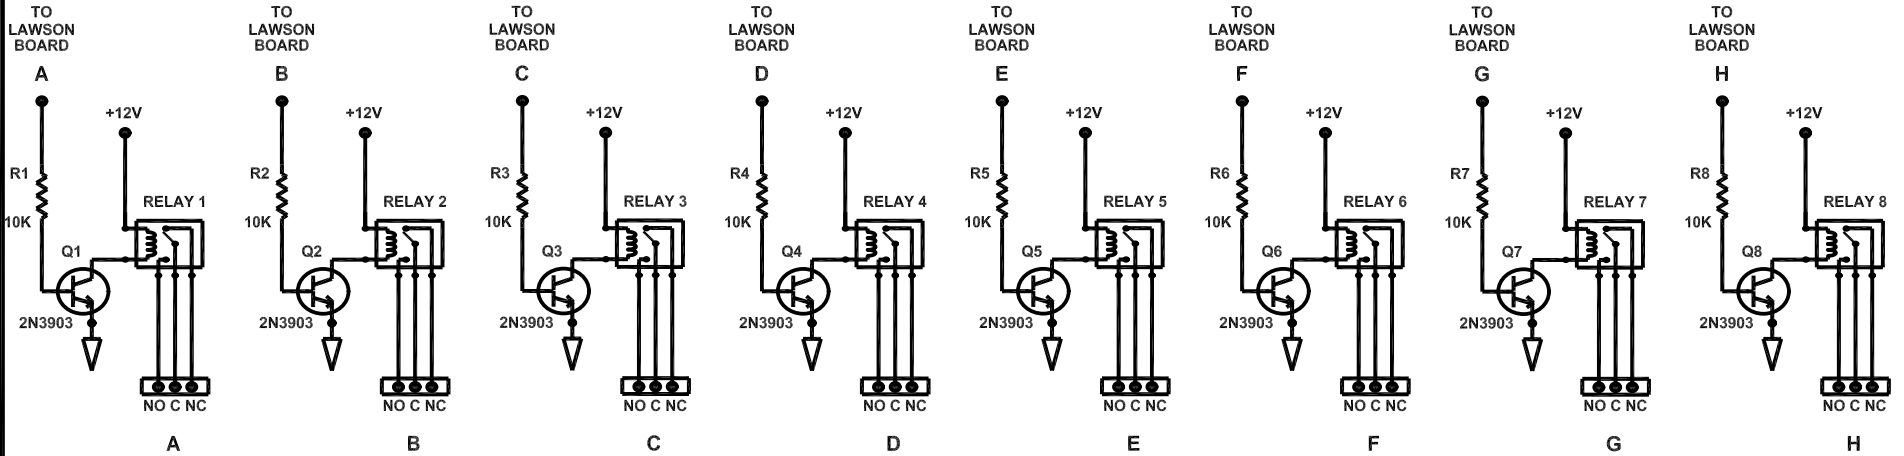 TO LAWSON BOARD
A
+12V
R1
10K
RELAY 1
Q1
2N3903
NO C NC
A
TO LAWSON BOARD
B
+12V
R2
10K
RELAY 2
Q2
2N3903
NO C NC
B
TO LAWSON BOARD
C
+12V
R3
10K
RELAY 3
Q3
2N3903
NO C NC
C
TO LAWSON BOARD
D
+12V
R4
10K
RELAY 4
Q4
2N3903
NO C NC
D
TO LAWSON BOARD
E
+12V
R5
10K
RELAY 5
Q5
2N3903
NO C NC
E
TO LAWSON BOARD
F
+12V
R6
10K
RELAY 6
Q6
2N3903
NO C NC
F
TO LAWSON BOARD
G
+12V
R7
10K
RELAY 7
Q7
2N3903
NO C NC
G
TO LAWSON BOARD
H
+12V
R8
10K
RELAY 8
Q8
2N3903
NO C NC
H